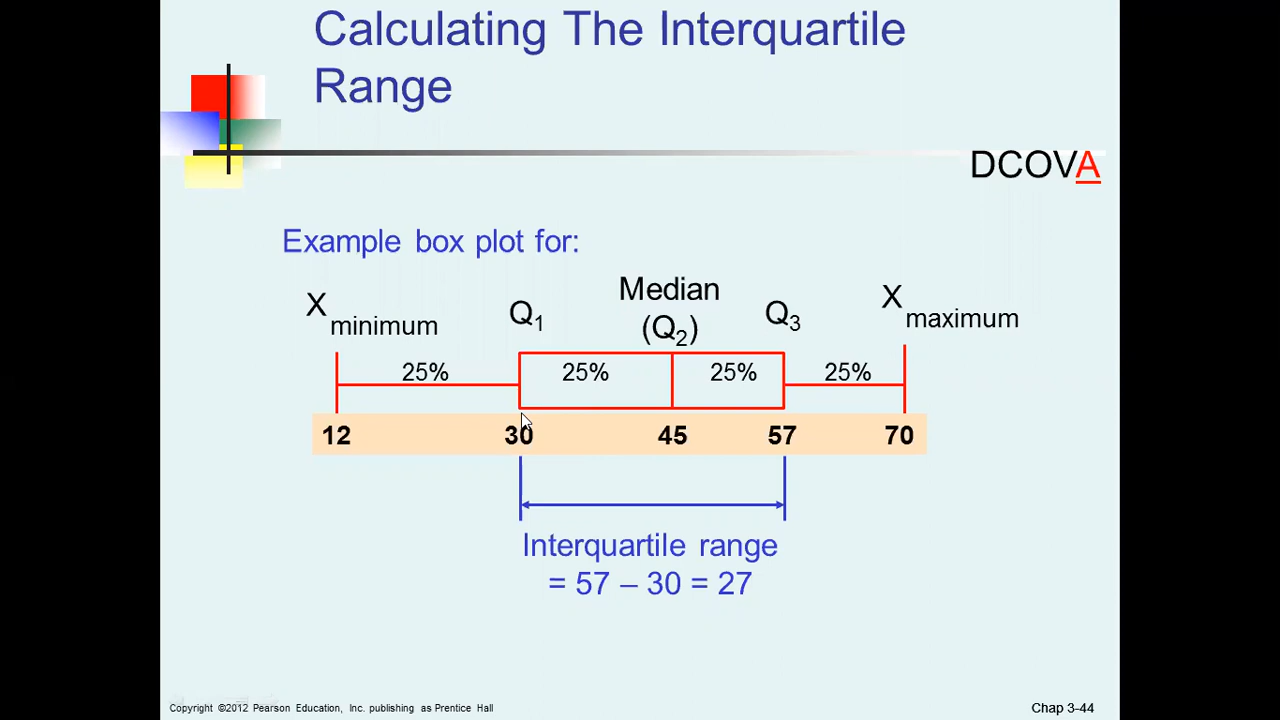 Calculating The Interquartile
Range
DCOVA
Example box plot for:
X minimum Q1 Median (Q2) Q3 X maximum
25% 25% 25% 25%
12 30 45 57 70
Interquartile range
= 57 – 30 = 27
Copyright ©2012 Pearson Education, Inc. publishing as Prentice Hall
Chap 3-44